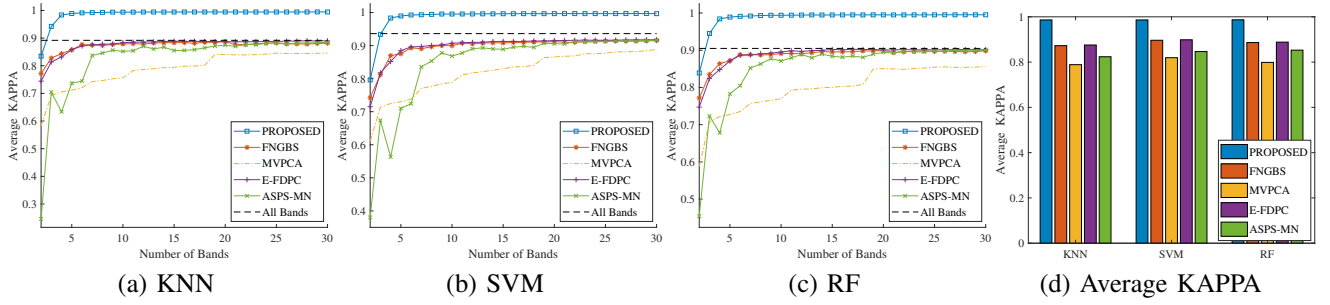 1
0.9
0.8
0.7
0.6
0.5
0.4
0.3
Average KAPPA
5 10 15 20 25 30
Number of Bands
PROPOSED
FNGBS
MVPCA
E-FDPC
ASPS-MN
All Bands
(a) KNN
1
0.9
0.8
0.7
0.6
0.5
0.4
Average KAPPA
5 10 15 20 25 30
Number of Bands
PROPOSED
FNGBS
MVPCA
E-FDPC
ASPS-MN
All Bands
(b) SVM
1
0.9
0.8
0.7
0.6
0.5
Average KAPPA
5 10 15 20 25 30
Number of Bands
PROPOSED
FNGBS
MVPCA
E-FDPC
ASPS-MN
All Bands
(c) RF
1
0.8
0.6
0.4
0.2
0
Average KAPPA
KNN SVM RF
PROPOSED
FNGBS
MVPCA
E-FDPC
ASPS-MN
(d) Average KAPPA